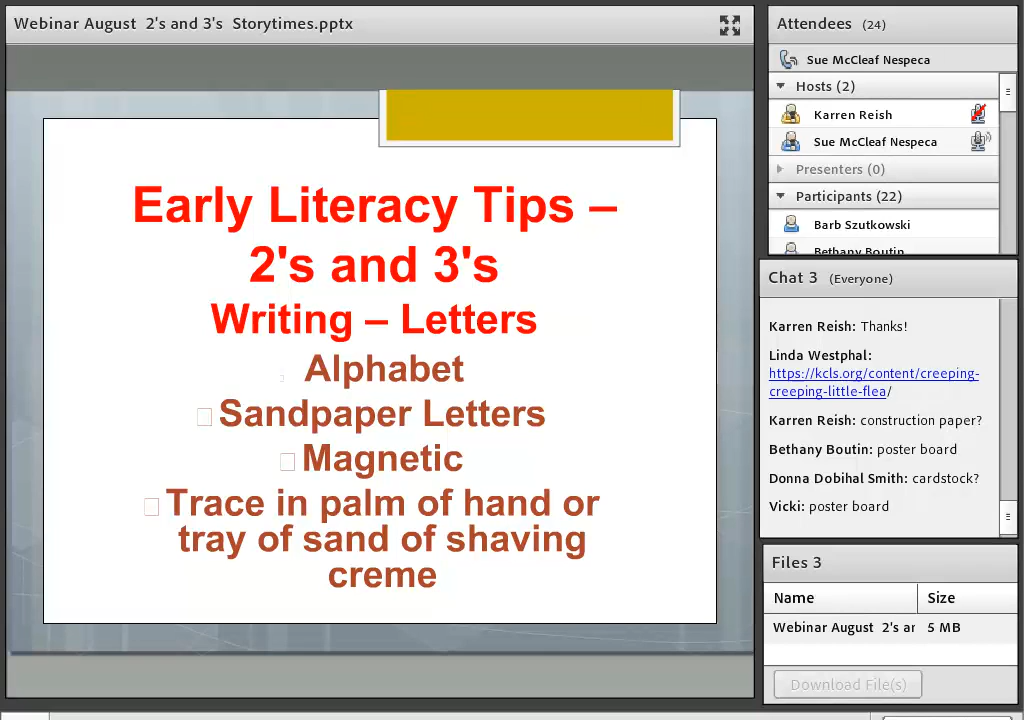 Webinar August  2's and 3's  Storytimes.pptx
Early Literacy Tips –
2's and 3's
Writing – Letters
Alphabet
Sandpaper Letters
Magnetic
Trace in palm of hand or
tray of sand of shaving
creme
Attendees (24)
Sue McCleaf Nespeca
Hosts (2)
Karren Reish
Sue McCleaf Nespeca
Presenters (0)
Participants (22)
Barb Szutkowski
Bethany Boutin
Chat 3 (Everyone)
Karren Reish: Thanks!
Linda Westphal:
https://kcls.org/content/creeping-
creeping-little-flea/
Karren Reish: construction paper?
Bethany Boutin: poster board
Donna Dobihal Smith: cardstock?
Vicki: poster board
Files 3
Name Size
Webinar August  2's ar 5 MB
Download File(s)